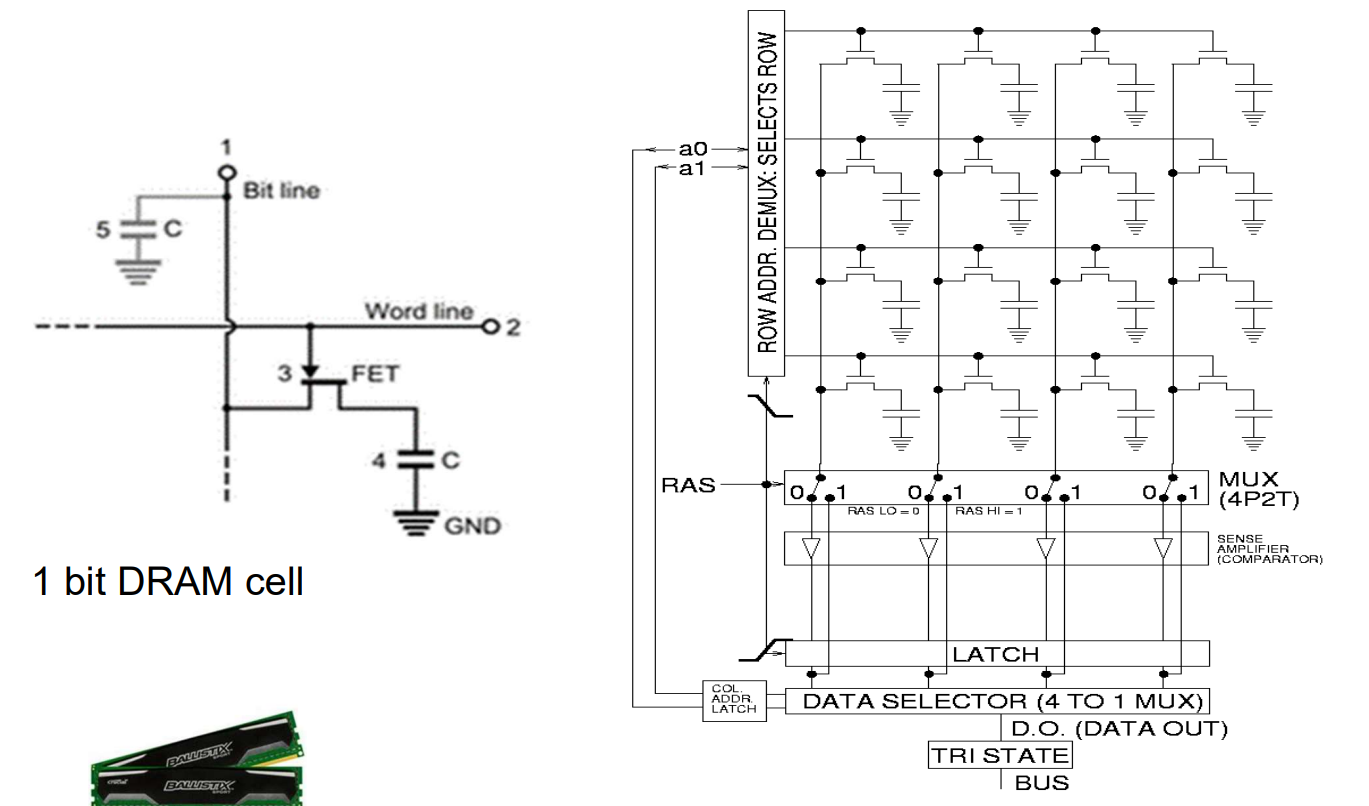 1
Bit line
5 C
Word line
2
3 FET
4 C
GND
1 bit DRAM cell
BALLISTIX
SPORT
BALLISTIX
SPORT
ROW ADDR. DEMUX: SELECTS ROW
a0
a1
RAS
0 1 0 1 0 1 0 1
RAS LO = 0 RAS HI = 1
MUX
(4P2T)
SENSE
AMPLIFIER
(COMPARATOR)
LATCH
COL.
ADDR.
LATCH
DATA SELECTOR (4 TO 1 MUX)
D.O. (DATA OUT)
TRI STATE
BUS